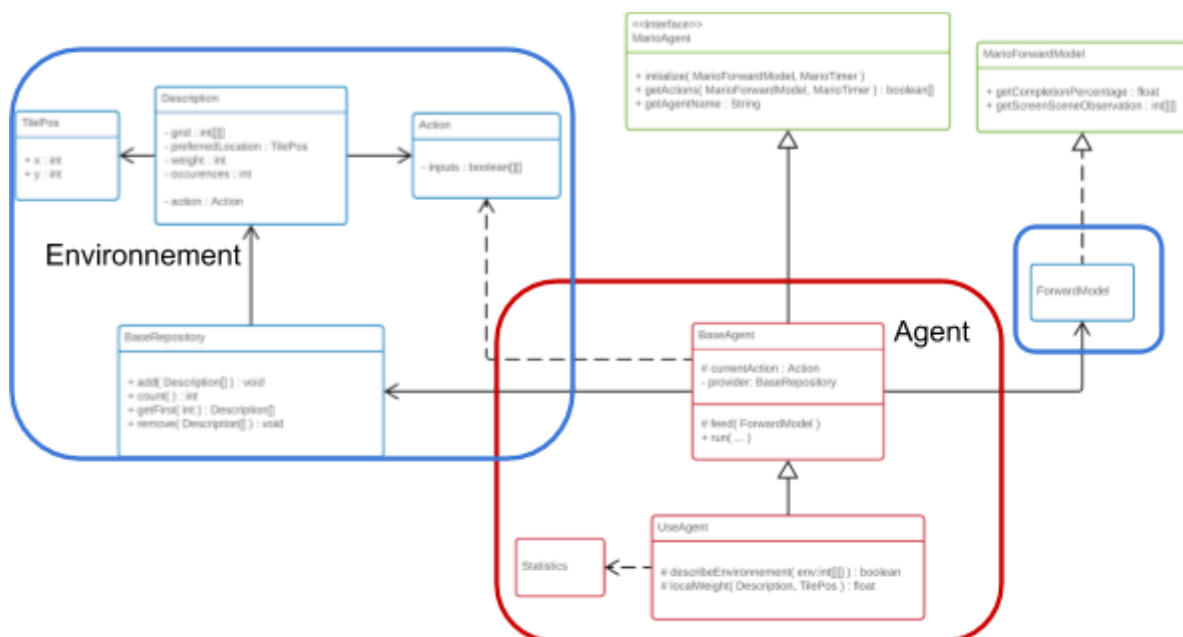 <<Interface>>
MarioAgent
+ initialize( MarioForwardModel, MarioTimer )
+ getActions( MarioForwardModel, MarioTimer ) : boolean[]
+ getAgentName : String
MarioForwardModel
+ getCompletionPercentage : float
+ getScreenSceneObservation : int[][]
Description
- grid : int[][]
- preferredLocation : TilePos
- weight : int
- occurences : int
- action : Action
TilePos
+ x : int
+ y : int
Action
- inputs : boolean[][]
Environnement
ForwardModel
BaseRepository
+ add( Description[] ) : void
+ count( ) : int
+ getFirst( int ) : Description[]
+ remove( Description[] ) : void
Agent
BaseAgent
# currentAction : Action
- provider: BaseRepository
# feed( ForwardModel )
+ run( ... )
UseAgent
# describeEnvironnement( env:int[][] ) : boolean
# localWeight( Description, TilePos ) : float
Statistics